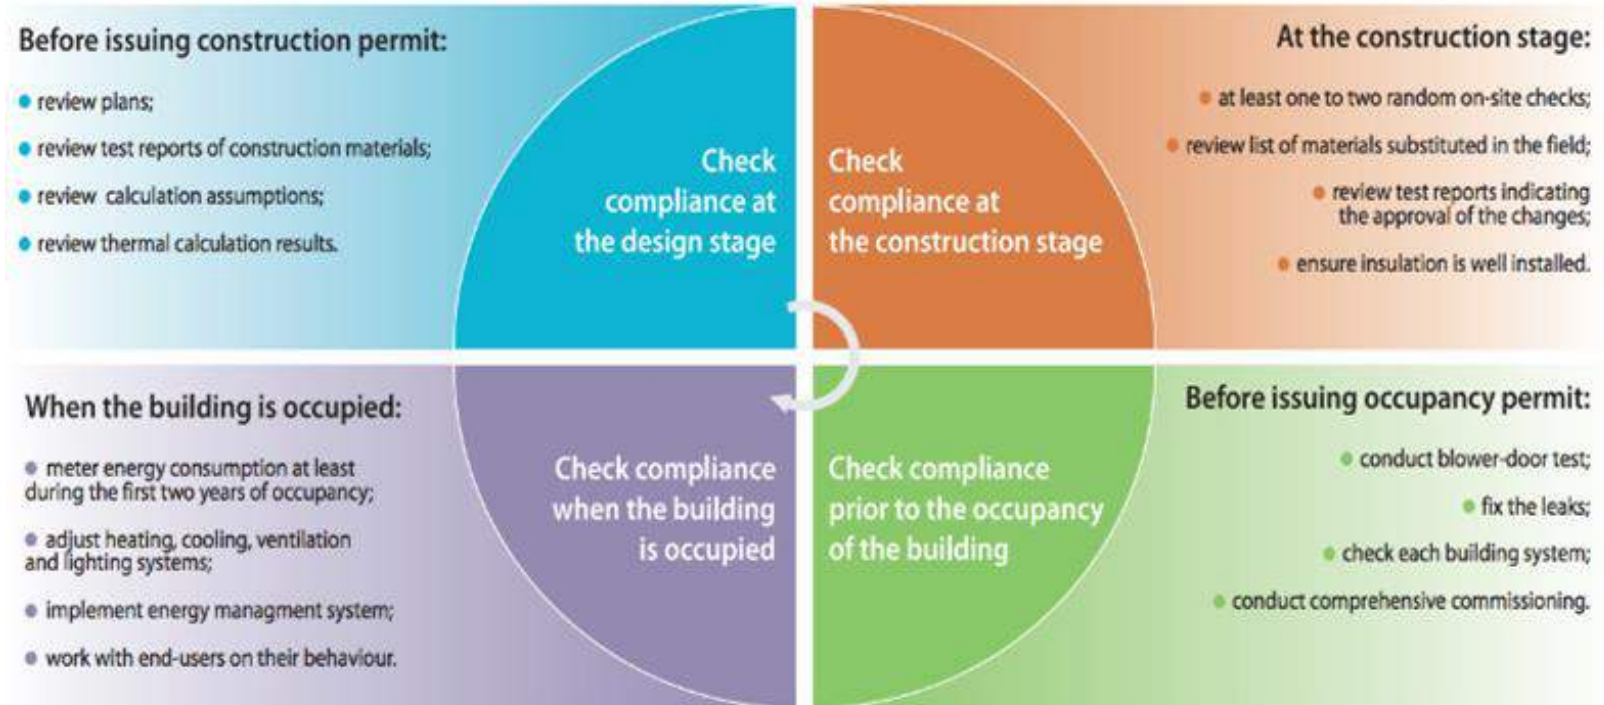 Before issuing construction permit:
● review plans;
● review test reports of construction materials;
● review calculation assumptions;
● review thermal calculation results.
Check
compliance at
the design stage
Check
compliance at
the construction stage
At the construction stage:
● at least one to two random on-site checks;
● review list of materials substituted in the field;
● review test reports indicating
the approval of the changes;
● ensure insulation is well installed.
When the building is occupied:
● meter energy consumption at least
during the first two years of occupancy;
● adjust heating, cooling, ventilation
and lighting systems;
● implement energy managment system;
● work with end-users on their behaviour.
Check compliance
when the building
is occupied
Check compliance
prior to the occupancy
of the building
Before issuing occupancy permit:
● conduct blower-door test;
● fix the leaks;
● check each building system;
● conduct comprehensive commissioning.